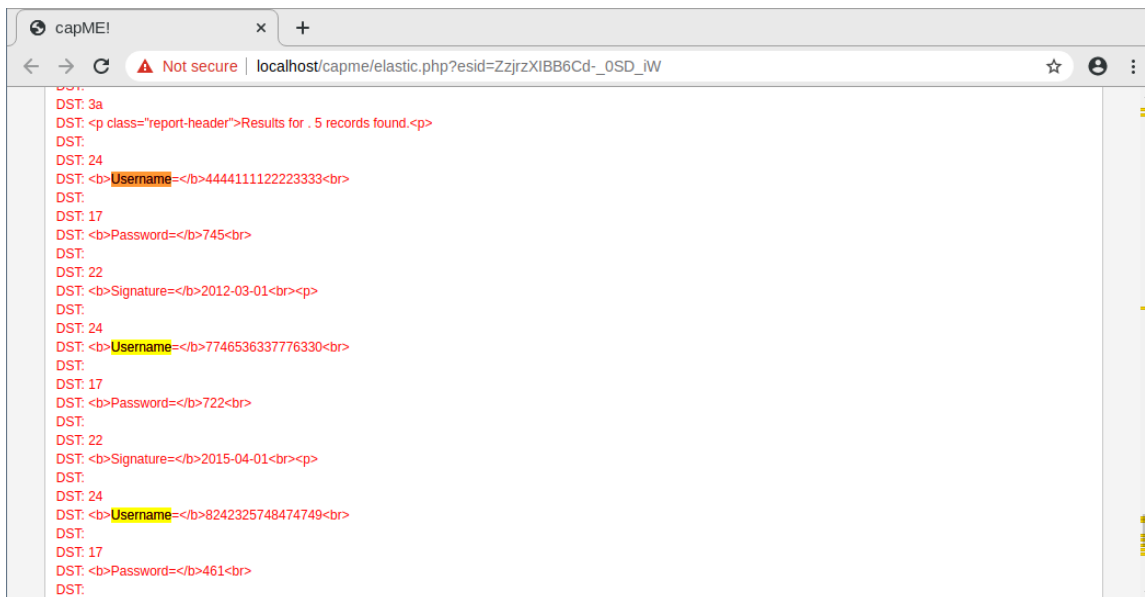 capME!
Not secure | localhost/capme/elastic.php?esid=ZzjrzXIBB6Cd-_0SD_iW
DST:
DST: 3a
DST: <p class="report-header">Results for . 5 records found.<p>
DST:
DST: 24
DST: <b>Username=</b>4444111122223333<br>
DST:
DST: 17
DST: <b>Password=</b>745<br>
DST:
DST: 22
DST: <b>Signature=</b>2012-03-01<br><p>
DST:
DST: 24
DST: <b>Username=</b>7746536337776330<br>
DST:
DST: 17
DST: <b>Password=</b>722<br>
DST:
DST: 22
DST: <b>Signature=</b>2015-04-01<br><p>
DST:
DST: 24
DST: <b>Username=</b>8242325748474749<br>
DST:
DST: 17
DST: <b>Password=</b>461<br>
DST: